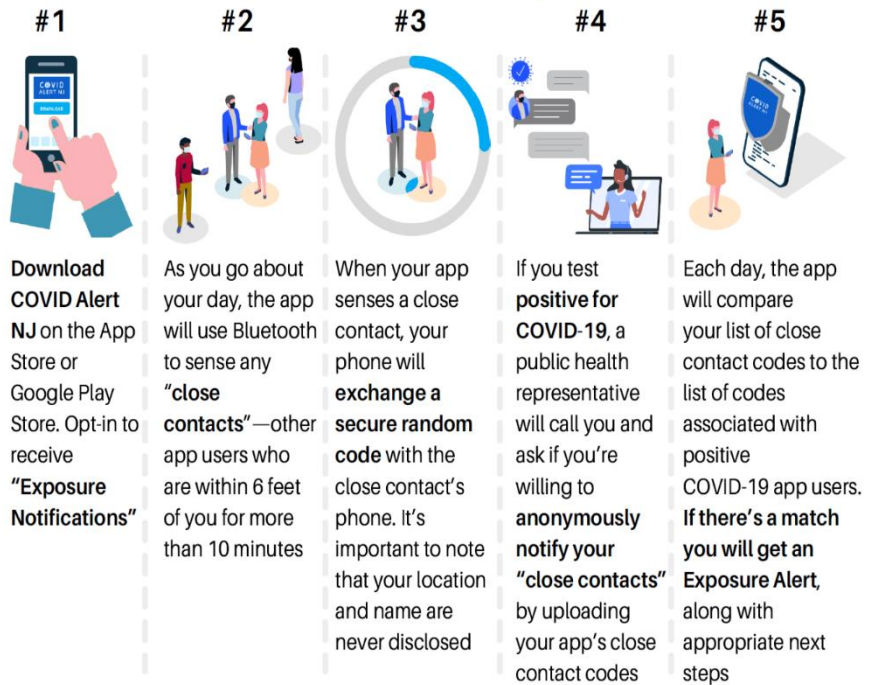 #1
#2
#3
#4
#5
COVID
ALERT NJ
DOWNLOAD
COVID
ALERT NJ
Download
COVID Alert
NJ on the App
Store or
Google Play
Store. Opt-in to
receive
“Exposure
Notifications”
As you go about
your day, the app
will use Bluetooth
to sense any
“close
contacts”—other
app users who
are within 6 feet
of you for more
than 10 minutes
When your app
senses a close
contact, your
phone will
exchange a
secure random
code with the
close contact’s
phone. It’s
important to note
that your location
and name are
never disclosed
If you test
positive for
COVID-19, a
public health
representative
will call you and
ask if you’re
willing to
anonymously
notify your
“close contacts”
by uploading
your app’s close
contact codes
Each day, the app
will compare
your list of close
contact codes to the
list of codes
associated with
positive
COVID-19 app users.
If there’s a match
you will get an
Exposure Alert,
along with
appropriate next
steps